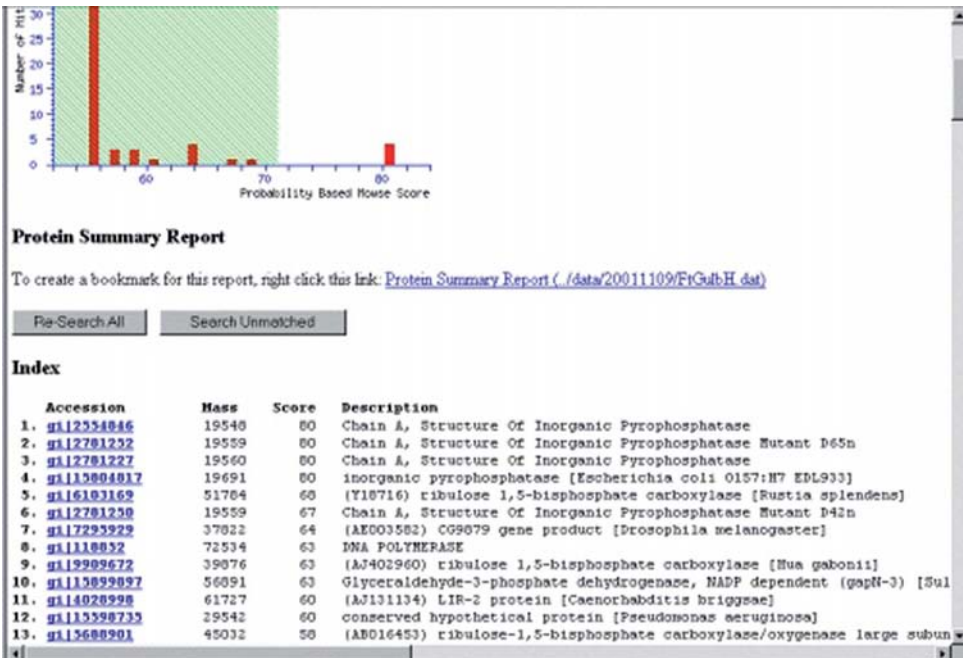 Number of Hit
30
25
20
15
10
5
0
60 70 80
Probability Based Mowse Score
Protein Summary Report
To create a bookmark for this report, right click this link: Protein Summary Report (../data/20011109/FtGulbH.dat)
Re-Search All Search Unmatched
Index
Accession Mass Score Description
1. gi|2554846 19548 80 Chain A, Structure Of Inorganic Pyrophosphatase
2. gi|2781252 19559 80 Chain A, Structure Of Inorganic Pyrophosphatase Mutant D65n
3. gi|2781227 19560 80 Chain A, Structure Of Inorganic Pyrophosphatase
4. gi|15804817 19691 80 inorganic pyrophosphatase [Escherichia coli O157:H7 EDL933]
5. gi|6103169 51784 68 (Y18716) ribulose 1,5-bisphosphate carboxylase [Rustia splendens]
6. gi|2781250 19559 67 Chain A, Structure Of Inorganic Pyrophosphatase Mutant D42n
7. gi|7295929 37822 64 (AE003582) CG9879 gene product [Drosophila melanogaster]
8. gi|118852 72534 63 DNA POLYMERASE
9. gi|9909672 39876 63 (AJ402960) ribulose 1,5-bisphosphate carboxylase [Hua gabonii]
10. gi|15899897 56891 63 Glyceraldehyde-3-phosphate dehydrogenase, NADP dependent (gapN-3) [Sul
11. gi|4028998 61727 60 (AJ131134) LIR-2 protein [Caenorhabditis briggsae]
12. gi|15598735 29542 60 conserved hypothetical protein [Pseudomonas aeruginosa]
13. gi|5688901 45032 58 (AB016453) ribulose-1,5-bisphosphate carboxylase/oxygenase large subun